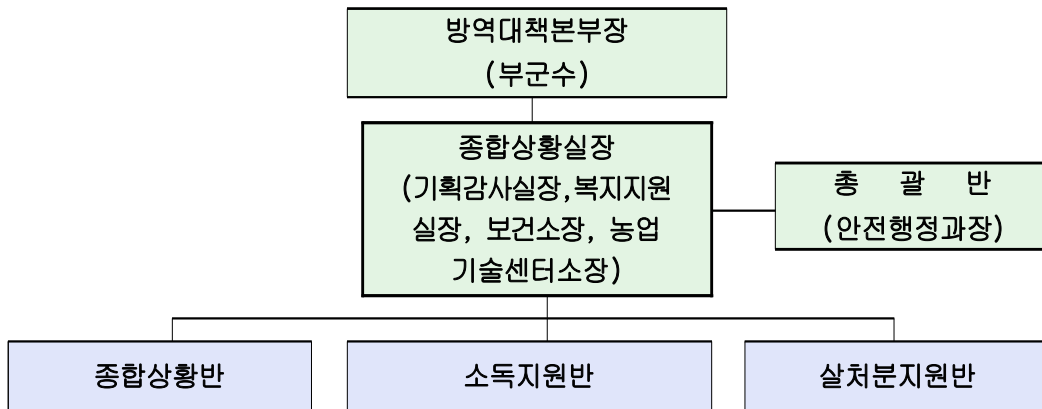 방역대책본부장
(부군수)
종합상황실장
(기획감사실장,복지지원
실장, 보건소장, 농업
기술센터소장)
총 괄 반
(안전행정과장)
종합상황반
소독지원반
살처분지원반